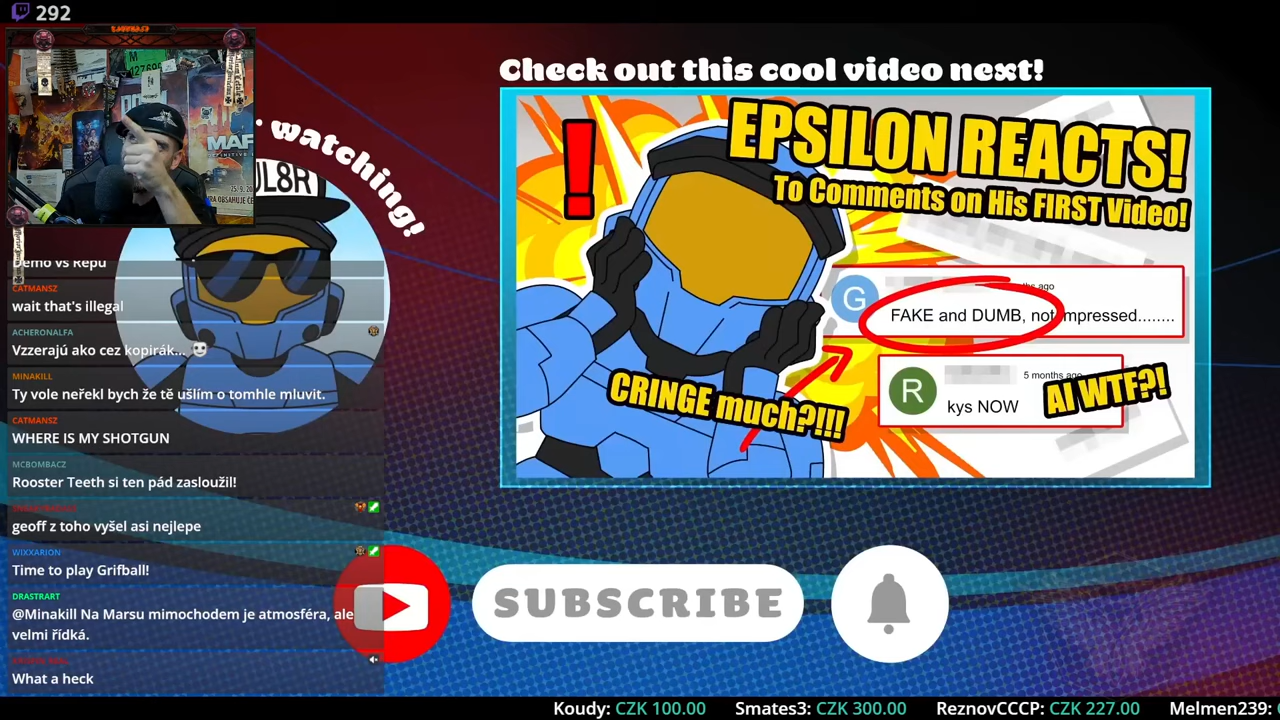 292
Check out this cool video next!
watching!
UL8R
EPSILON REACTS!
To Comments on His FIRST Video!
!
G
ths ago
FAKE and DUMB, not impressed........
R
5 months ago
kys NOW
AI WTF?!
CRINGE much?!!!
Demo vs Repu
CATMANSZ
wait that's illegal
ACHERONALFA
Vzzerajú ako cez kopirák...
MINAKILL
Ty vole neřekl bych že tě ušlím o tomhle mluvit.
CATMANSZ
WHERE IS MY SHOTGUN
MCBOMBACZ
Rooster Teeth si ten pád zasloužil!
geoff z toho vyšel asi nejlepe
WIXXARION
Time to play Grifball!
DRASTRART
@Minakill Na Marsu mimochodem je atmosféra, ale
velmi řídká.
What a heck
SUBSCRIBE
Koudy: CZK 100.00 Smates3: CZK 300.00 ReznovCCCP: CZK 227.00 Melmen239: